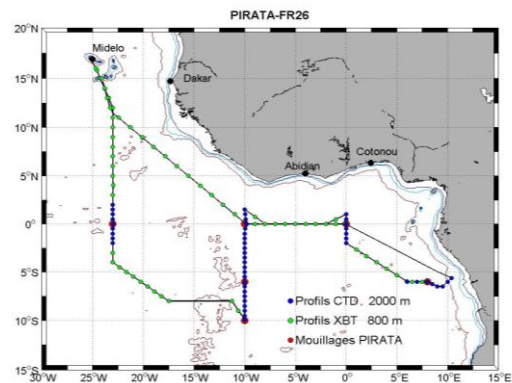 PIRATA-FR26
20°N
Midelo
15°N
Dakar
10°N
Cotonou
Abidian
5°N
0°
5°S
Profils CTD. 2000 m
Profils XBT 800 m
10°S
Mouillages PIRATA
15°S
30°W 25°W 20°W 15°W 10°W 5°W 0° 5°E 10°E 15°E